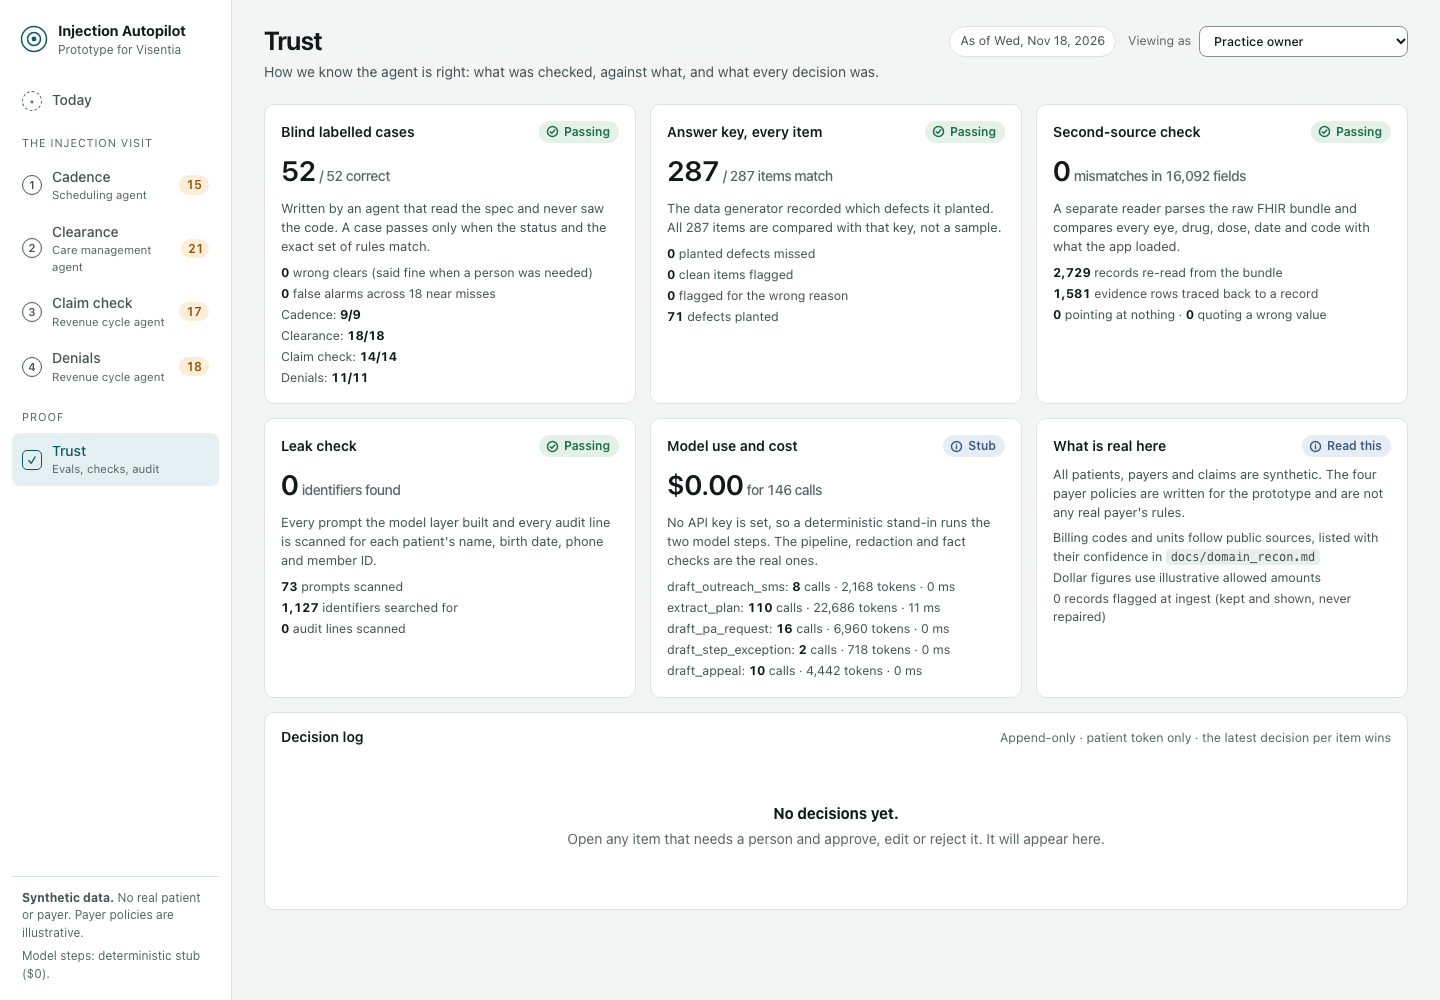 Injection Autopilot
Prototype for Visentia
Today
THE INJECTION VISIT
1
Cadence
Scheduling agent
15
2
Clearance
Care management
agent
21
3
Claim check
Revenue cycle agent
17
4
Denials
Revenue cycle agent
18
PROOF
Trust
Evals, checks, audit
Synthetic data. No real patient
or payer. Payer policies are
illustrative.
Model steps: deterministic stub
($0).
Trust
As of Wed, Nov 18, 2026
Viewing as
Practice owner
How we know the agent is right: what was checked, against what, and what every decision was.
Blind labelled cases
Passing
52 / 52 correct
Written by an agent that read the spec and never saw
the code. A case passes only when the status and the
exact set of rules match.
0 wrong clears (said fine when a person was needed)
0 false alarms across 18 near misses
Cadence: 9/9
Clearance: 18/18
Claim check: 14/14
Denials: 11/11
Answer key, every item
Passing
287 / 287 items match
The data generator recorded which defects it planted.
All 287 items are compared with that key, not a sample.
0 planted defects missed
0 clean items flagged
0 flagged for the wrong reason
71 defects planted
Second-source check
Passing
0 mismatches in 16,092 fields
A separate reader parses the raw FHIR bundle and
compares every eye, drug, dose, date and code with
what the app loaded.
2,729 records re-read from the bundle
1,581 evidence rows traced back to a record
0 pointing at nothing · 0 quoting a wrong value
Leak check
Passing
0 identifiers found
Every prompt the model layer built and every audit line
is scanned for each patient's name, birth date, phone
and member ID.
73 prompts scanned
1,127 identifiers searched for
0 audit lines scanned
Model use and cost
Stub
$0.00 for 146 calls
No API key is set, so a deterministic stand-in runs the
two model steps. The pipeline, redaction and fact
checks are the real ones.
draft_outreach_sms: 8 calls · 2,168 tokens · 0 ms
extract_plan: 110 calls · 22,686 tokens · 11 ms
draft_pa_request: 16 calls · 6,960 tokens · 0 ms
draft_step_exception: 2 calls · 718 tokens · 0 ms
draft_appeal: 10 calls · 4,442 tokens · 0 ms
What is real here
Read this
All patients, payers and claims are synthetic. The four
payer policies are written for the prototype and are not
any real payer's rules.
Billing codes and units follow public sources, listed with
their confidence in docs/domain_recon.md
Dollar figures use illustrative allowed amounts
0 records flagged at ingest (kept and shown, never
repaired)
Decision log
Append-only · patient token only · the latest decision per item wins
No decisions yet.
Open any item that needs a person and approve, edit or reject it. It will appear here.